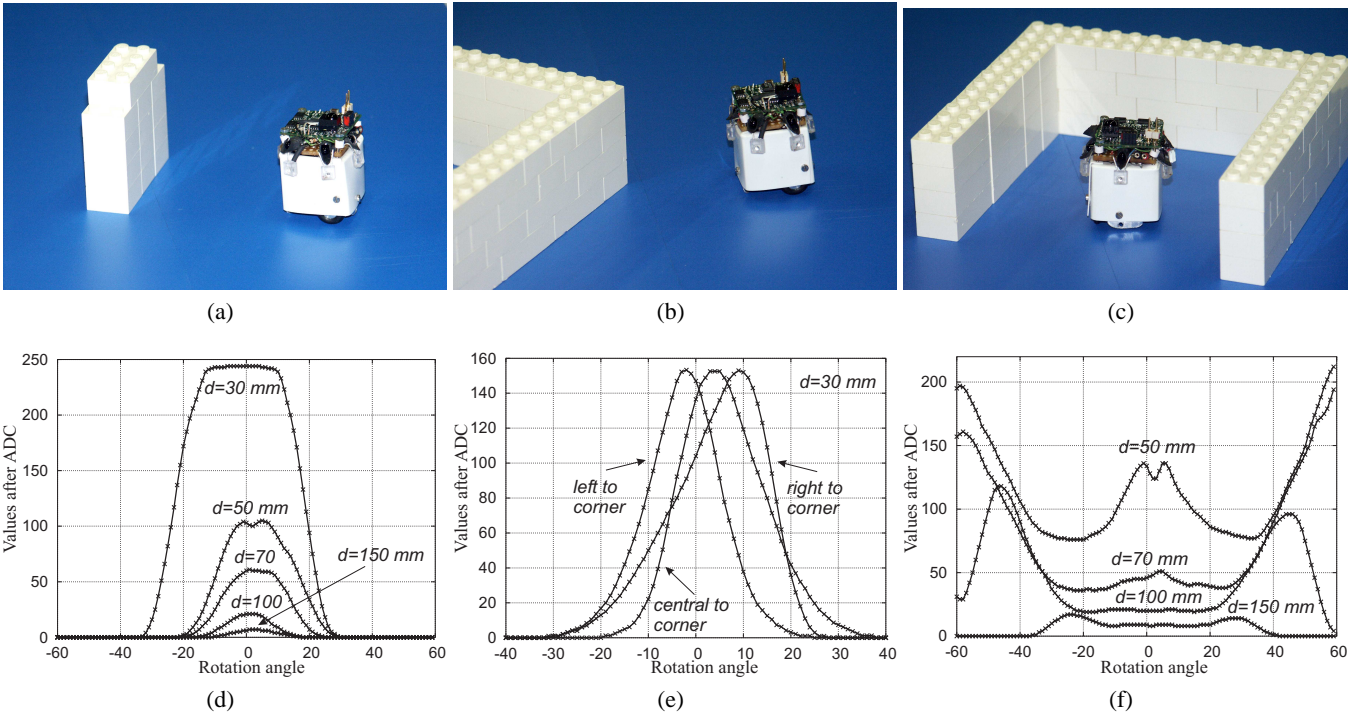 (a)
(b)
(c)
250
200
150
100
50
0
-60
-40
-20
0
20
40
60
Values after ADC
Rotation angle
d=30 mm
d=50 mm
d=150 mm
d=70
d=100
(d)
160
140
120
100
80
60
40
20
0
-40
-30
-20
-10
0
10
20
30
40
Values after ADC
Rotation angle
d=30 mm
left to
corner
right to
corner
central to
corner
(e)
200
150
100
50
0
-60
-40
-20
0
20
40
60
Values after ADC
Rotation angle
d=50 mm
d=70 mm
d=100 mm
d=150 mm
(f)